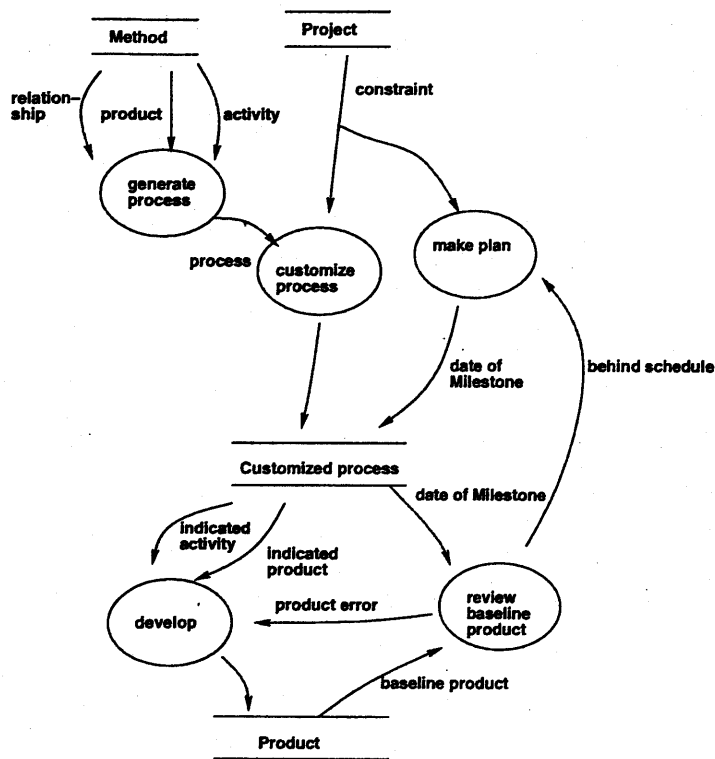 Method
Project
relation-
ship
product
activity
constraint
generate
process
process
customize
process
make plan
date of
Milestone
behind schedule
Customized process
date of Milestone
indicated
activity
indicated
product
develop
product error
review
baseline
product
baseline product
Product